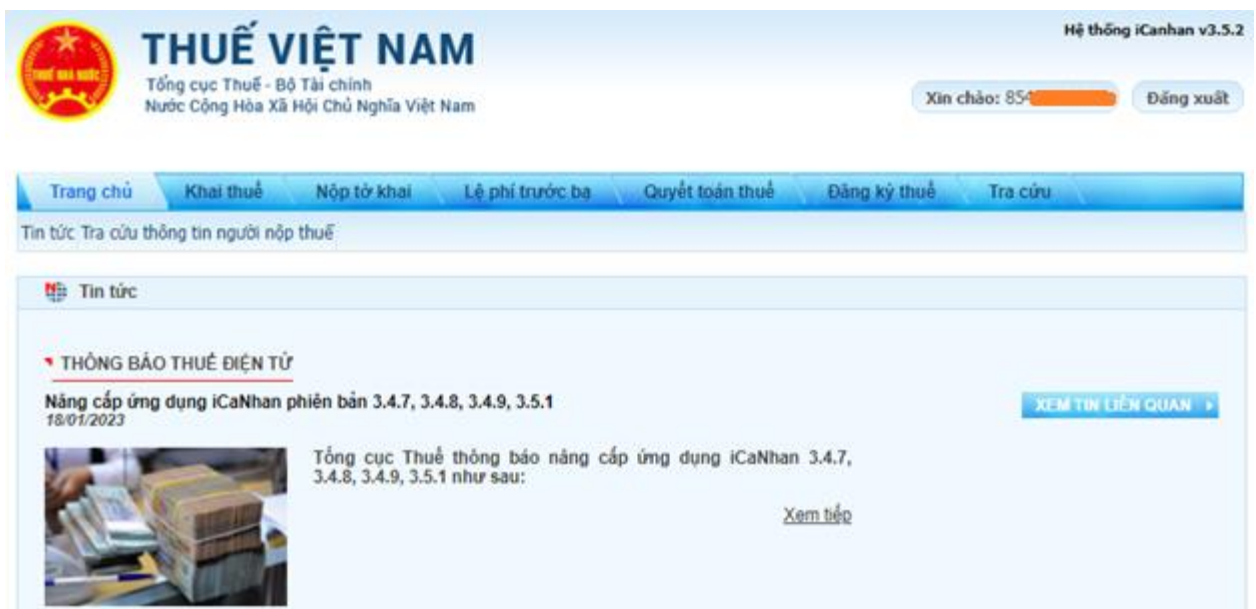 Hệ thống iCanhan v3.5.2
THUẾ VIỆT NAM
THUẾ NHÀ NƯỚC
Tổng cục Thuế - Bộ Tài chính
Nước Cộng Hòa Xã Hội Chủ Nghĩa Việt Nam
Xin chào: 854
Đăng xuất
Trang chủ Khai thuế Nộp tờ khai Lệ phí trước bạ Quyết toán thuế Đăng ký thuế Tra cứu
Tin tức Tra cứu thông tin người nộp thuế
Tin tức
THÔNG BÁO THUẾ ĐIỆN TỬ
Nâng cấp ứng dụng iCaNhan phiên bản 3.4.7, 3.4.8, 3.4.9, 3.5.1
18/01/2023
XEM TIN LIÊN QUAN
Tổng cục Thuế thông báo nâng cấp ứng dụng iCaNhan 3.4.7,
3.4.8, 3.4.9, 3.5.1 như sau:
Xem tiếp